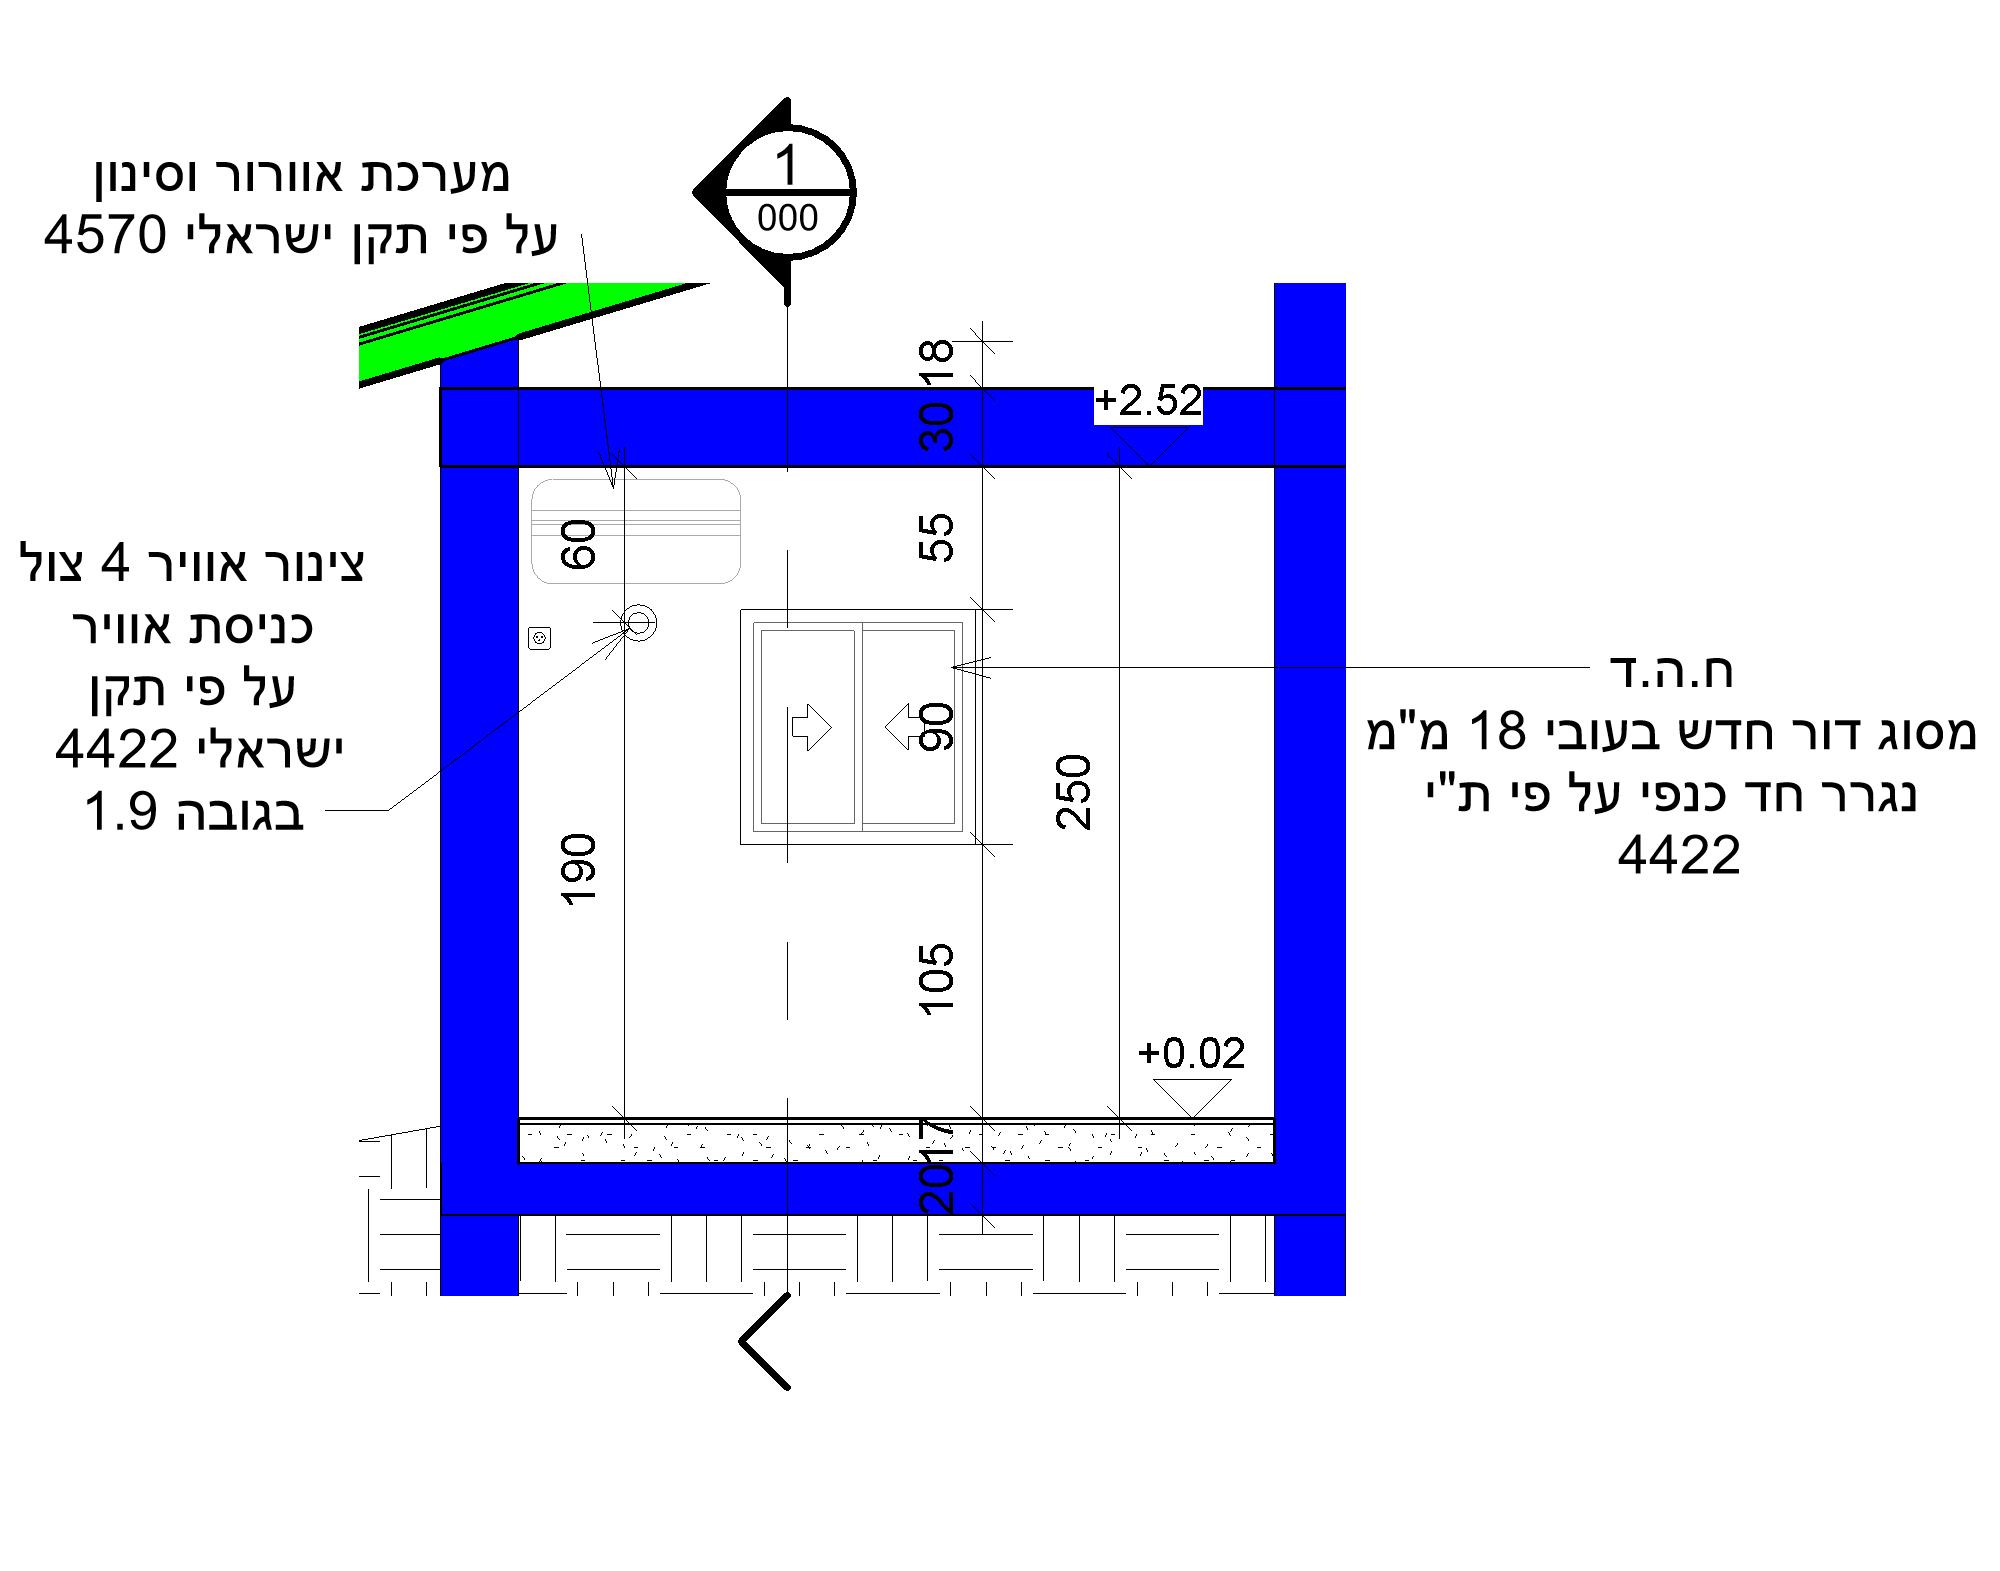 1
000
מערכת אוורור וסינון
על פי תקן ישראלי 4570
18
+2.52
30
60
55
צינור אוויר 4 צול
כניסת אוויר
על פי תקן
ישראלי 4422
בגובה 1.9
ח.ה.ד
מסוג דור חדש בעובי 18 מ"מ
נגרר חד כנפי על פי ת"י
4422
90
250
190
105
+0.02
17
20